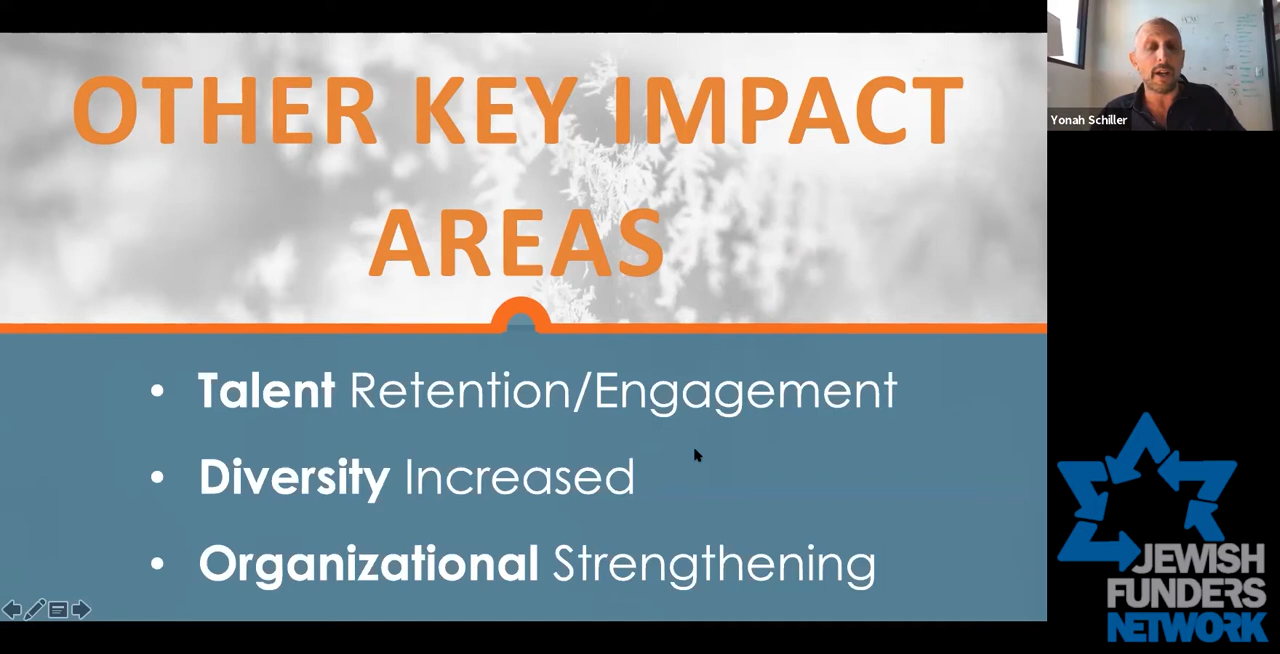 OTHER KEY IMPACT
AREAS
• Talent Retention/Engagement
• Diversity Increased
• Organizational Strengthening
Yonah Schiller
JEWISH
FUNDERS
NETWORK